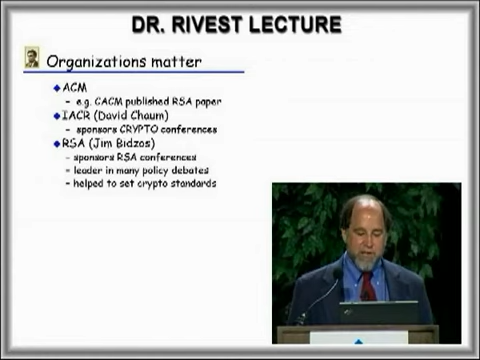 DR. RIVEST LECTURE
Organizations matter
ACM
– e.g. CACM published RSA paper
IACR (David Chaum)
– sponsors CRYPTO conferences
RSA (Jim Bidzos)
– sponsors RSA conferences
– leader in many policy debates
– helped to set crypto standards